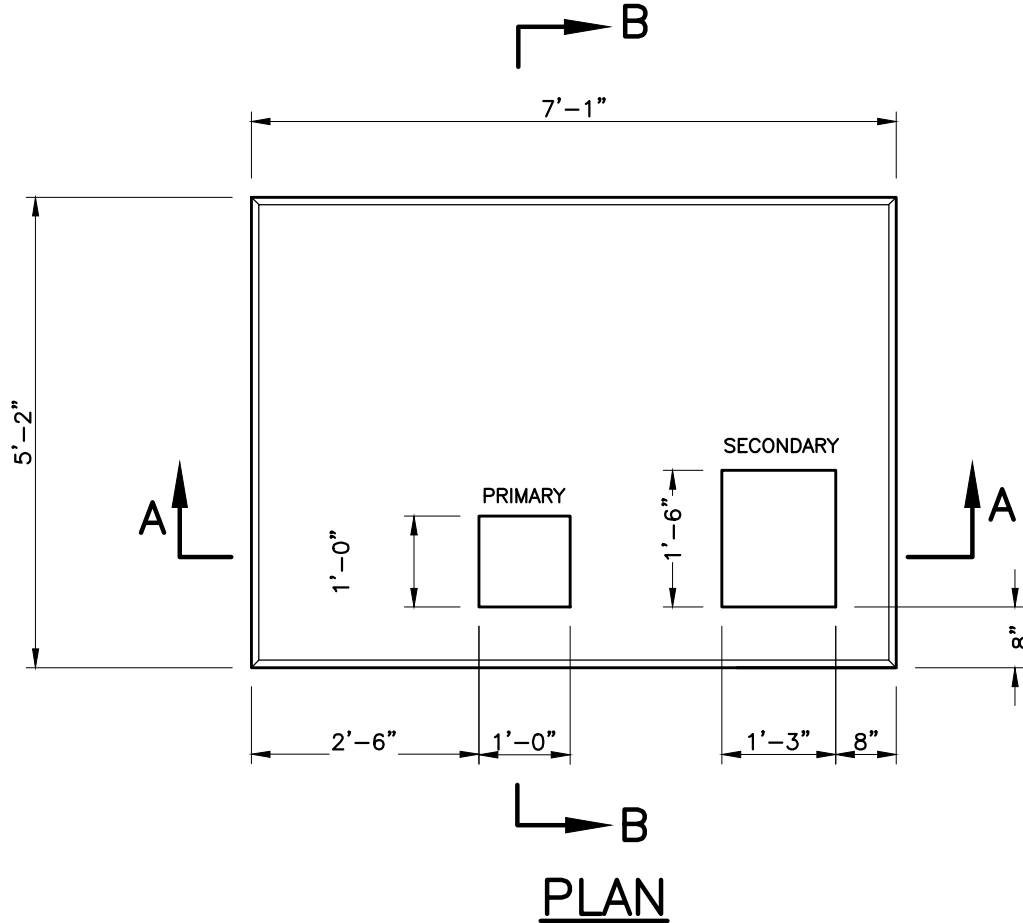 B
7'-1"
5'-2"
SECONDARY
PRIMARY
A
1'-0"
1'-6"
A
8"
2'-6"
1'-0"
1'-3"
8"
B
PLAN